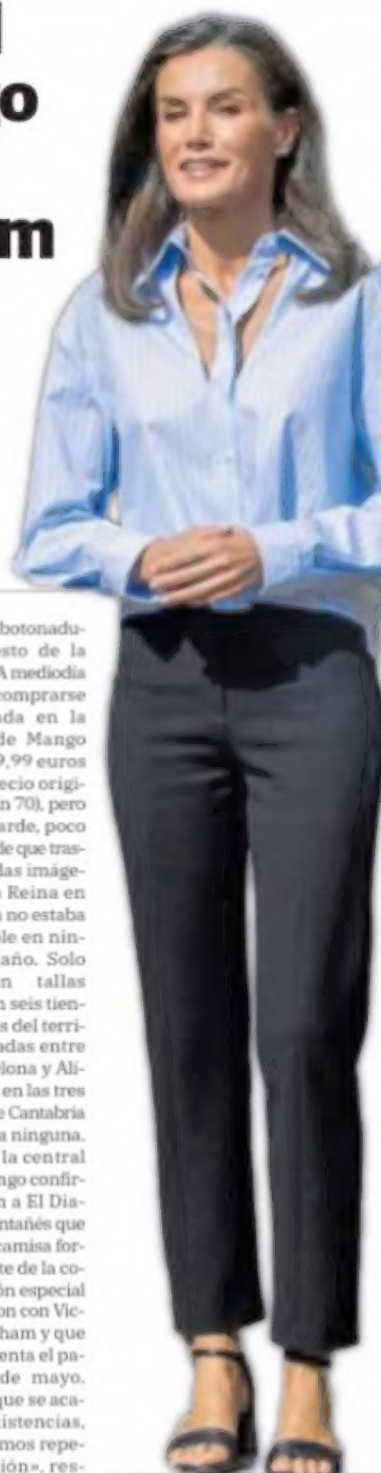 l
o
m
botonadu-
esto de la
A mediodía
comprarse
da en la
de Mango
9,99 euros
ecio origi-
n 70), pero
arde, poco
de que tras-
das imáge-
a Reina en
no estaba
le en nin-
año. Solo
n tallas
n seis tien-
s del terri-
adas entre
elona y Ali-
en las tres
e Cantabria
a ninguna.
la central
ngo confir-
n a El Dia-
ntañés que
camisa for-
te de la co-
ón especial
on con Vic-
ham y que
enta el pa-
de mayo.
que se aca-
istencias,
mos repe-
ión», res-